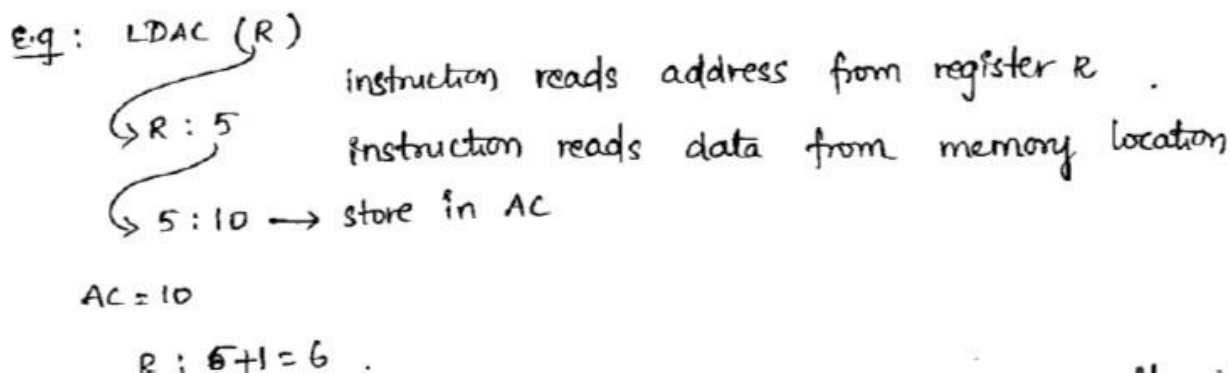 E.g : LDAC (R)
instruction reads address from register R .
R : 5
instruction reads data from memory location
5 : 10 → store in AC
AC = 10
R : 5+1 = 6 .